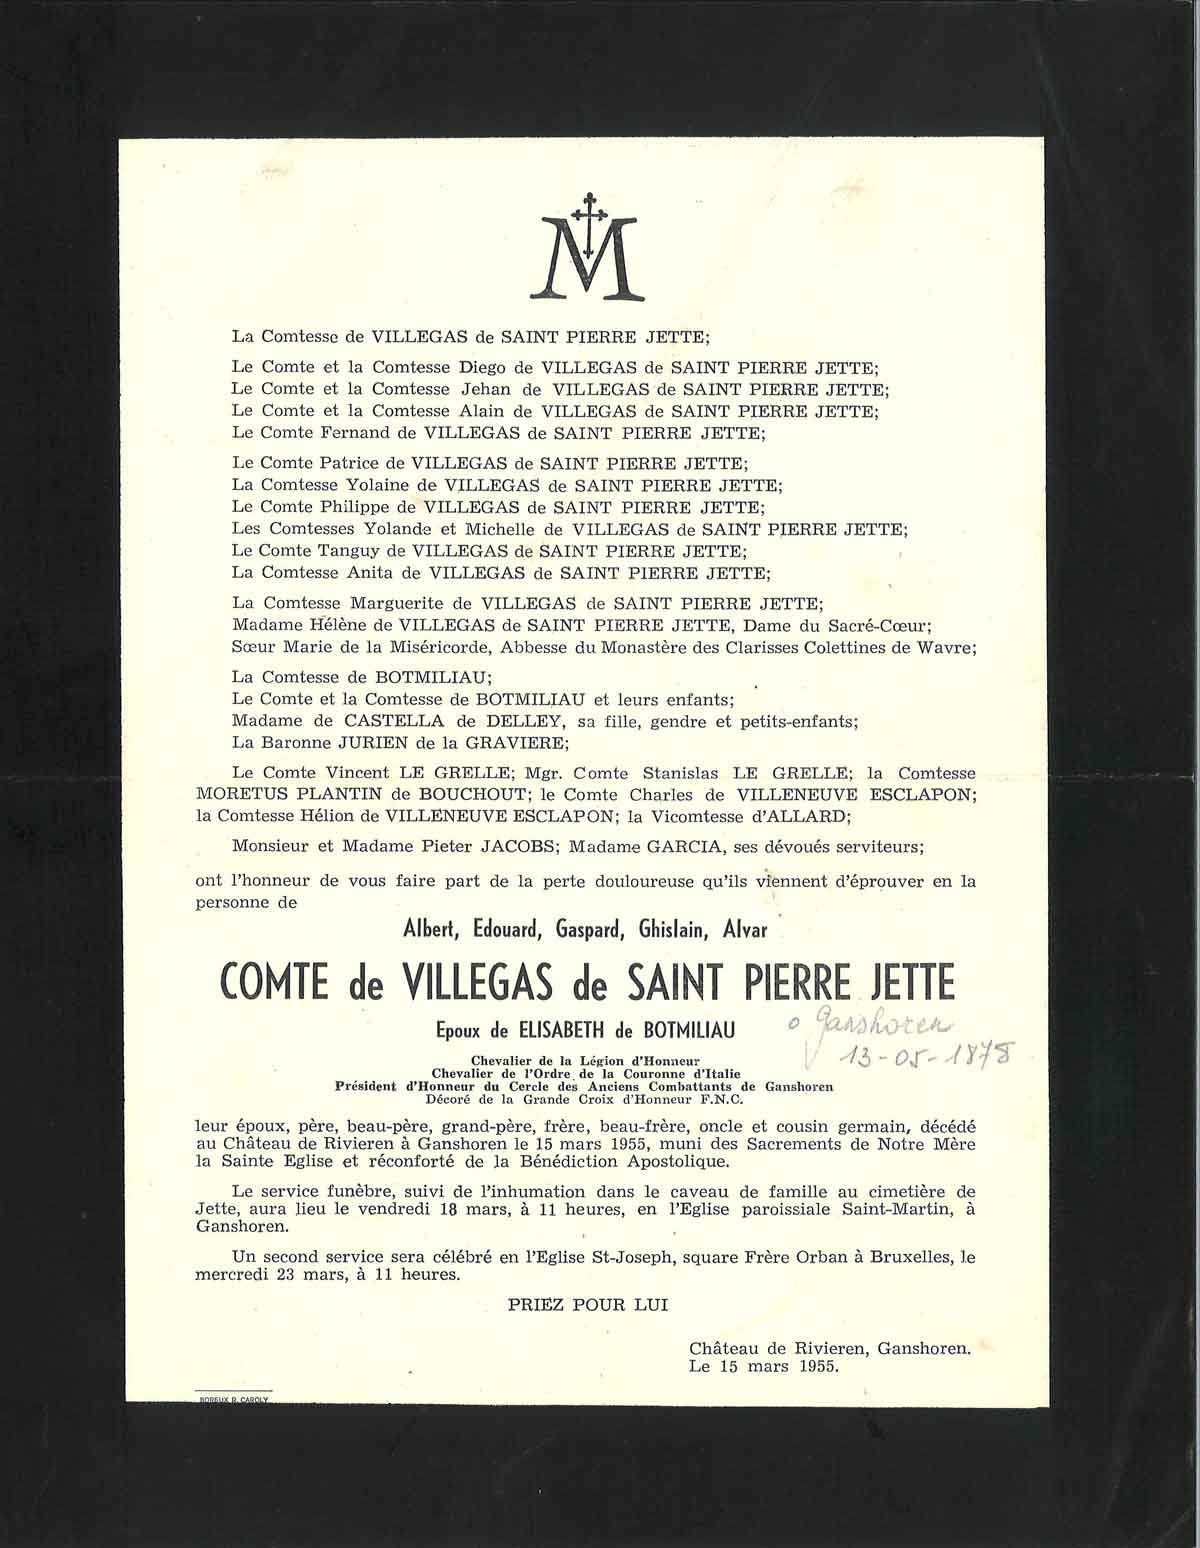 M
La Comtesse de VILLEGAS de SAINT PIERRE JETTE;
Le Comte et la Comtesse Diego de VILLEGAS de SAINT PIERRE JETTE;
Le Comte et la Comtesse Jehan de VILLEGAS de SAINT PIERRE JETTE;
Le Comte et la Comtesse Alain de VILLEGAS de SAINT PIERRE JETTE;
Le Comte Fernand de VILLEGAS de SAINT PIERRE JETTE;
Le Comte Patrice de VILLEGAS de SAINT PIERRE JETTE;
La Comtesse Yolaine de VILLEGAS de SAINT PIERRE JETTE;
Le Comte Philippe de VILLEGAS de SAINT PIERRE JETTE;
Les Comtesses Yolande et Michelle de VILLEGAS de SAINT PIERRE JETTE;
Le Comte Tanguy de VILLEGAS de SAINT PIERRE JETTE;
La Comtesse Anita de VILLEGAS de SAINT PIERRE JETTE;
La Comtesse Marguerite de VILLEGAS de SAINT PIERRE JETTE;
Madame Hélène de VILLEGAS de SAINT PIERRE JETTE, Dame du Sacré-Cœur;
Sœur Marie de la Miséricorde, Abbesse du Monastère des Clarisses Colettines de Wavre;
La Comtesse de BOTMILIAU;
Le Comte et la Comtesse de BOTMILIAU et leurs enfants;
Madame de CASTELLA de DELLEY, sa fille, gendre et petits-enfants;
La Baronne JURIEN de la GRAVIERE;
Le Comte Vincent LE GRELLE; Mgr. Comte Stanislas LE GRELLE; la Comtesse
MORETUS PLANTIN de BOUCHOUT; le Comte Charles de VILLENEUVE ESCLAPON;
la Comtesse Hélion de VILLENEUVE ESCLAPON; la Vicomtesse d'ALLARD;
Monsieur et Madame Pieter JACOBS; Madame GARCIA, ses dévoués serviteurs;
ont l'honneur de vous faire part de la perte douloureuse qu'ils viennent d'éprouver en la
personne de
Albert, Edouard, Gaspard, Ghislain, Alvar
COMTE de VILLEGAS de SAINT PIERRE JETTE
Epoux de ELISABETH de BOTMILIAU
o Ganshoren
13-05-1878
Chevalier de la Légion d'Honneur
Chevalier de l'Ordre de la Couronne d'Italie
Président d'Honneur du Cercle des Anciens Combattants de Ganshoren
Décoré de la Grande Croix d'Honneur F.N.C.
leur époux, père, beau-père, grand-père, frère, beau-frère, oncle et cousin germain, décédé
au Château de Rivieren à Ganshoren le 15 mars 1955, muni des Sacrements de Notre Mère
la Sainte Eglise et réconforté de la Bénédiction Apostolique.
Le service funèbre, suivi de l'inhumation dans le caveau de famille au cimetière de
Jette, aura lieu le vendredi 18 mars, à 11 heures, en l'Eglise paroissiale Saint-Martin, à
Ganshoren.
Un second service sera célébré en l'Eglise St-Joseph, square Frère Orban à Bruxelles, le
mercredi 23 mars, à 11 heures.
PRIEZ POUR LUI
Château de Rivieren, Ganshoren.
Le 15 mars 1955.
BOREUX R. CAROLY